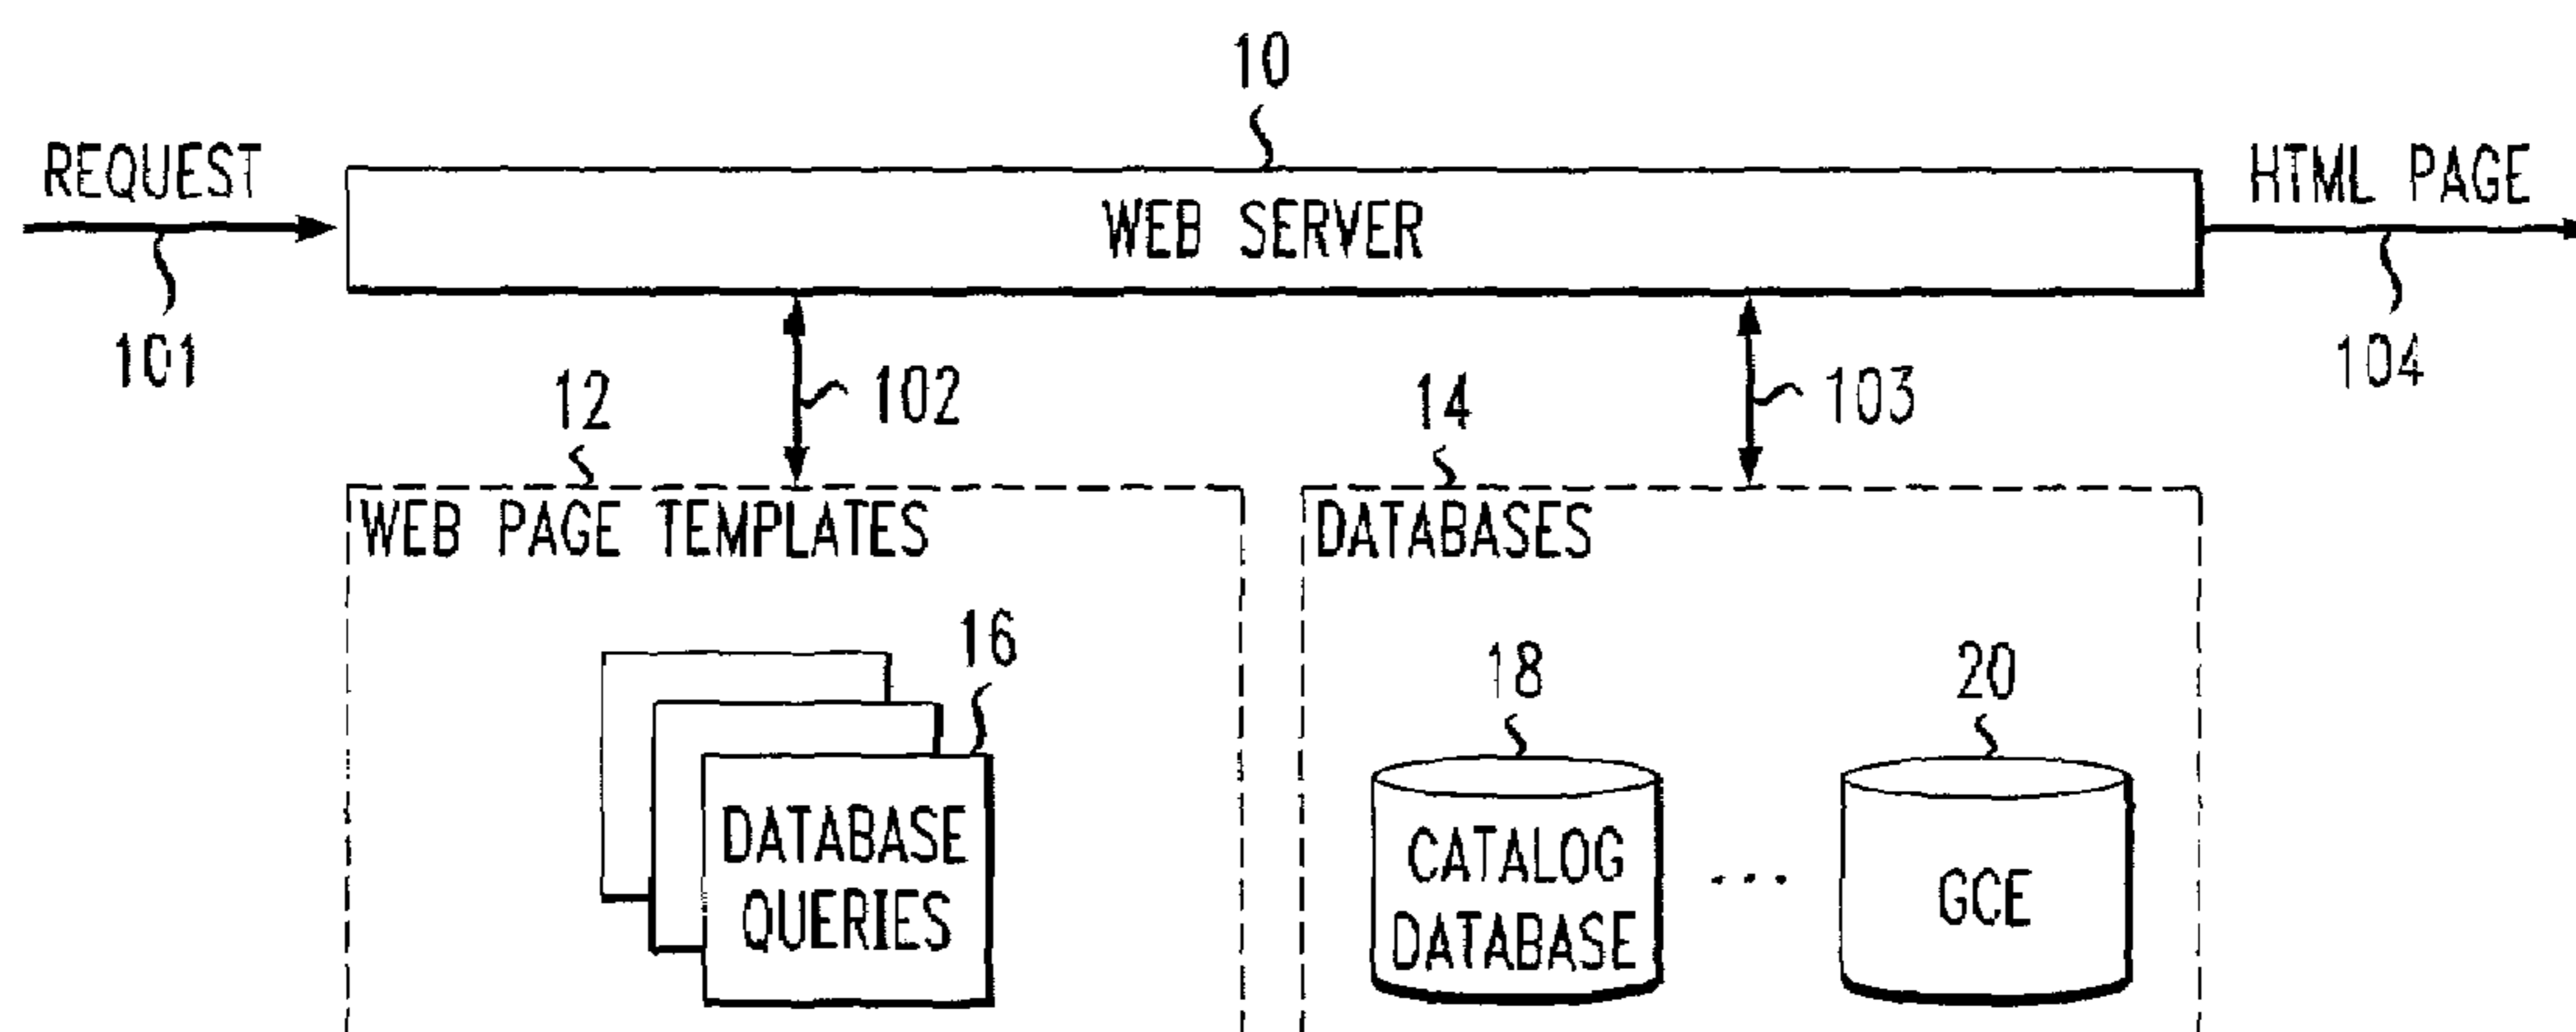 10
REQUEST
WEB SERVER
HTML PAGE
101
102
103
104
12
14
WEB PAGE TEMPLATES
DATABASES
16
18
20
DATABASE
QUERIES
CATALOG
DATABASE
...
GCE